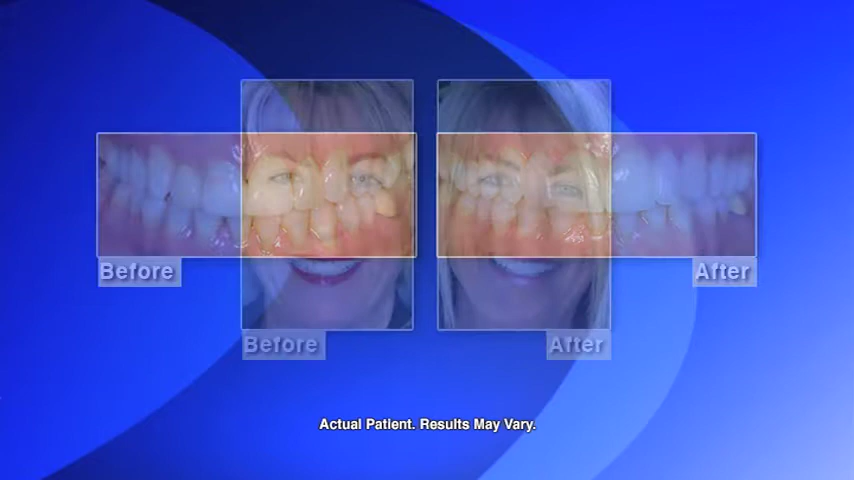 Before
After
Before
After
Actual Patient. Results May Vary.